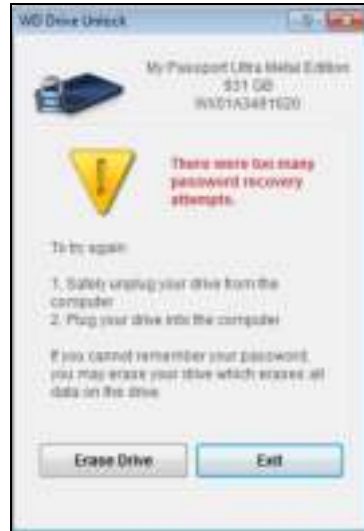 WD Drive Unlock
My Passport Ultra Metal Edition
931 GB
There were too many
password recovery
attempts.
To try again:
1. Safely unplug your drive from the
computer
2. Plug your drive into the computer
If you cannot remember your password,
you may erase your drive which erases all
data on the drive.
Erase Drive
Exit